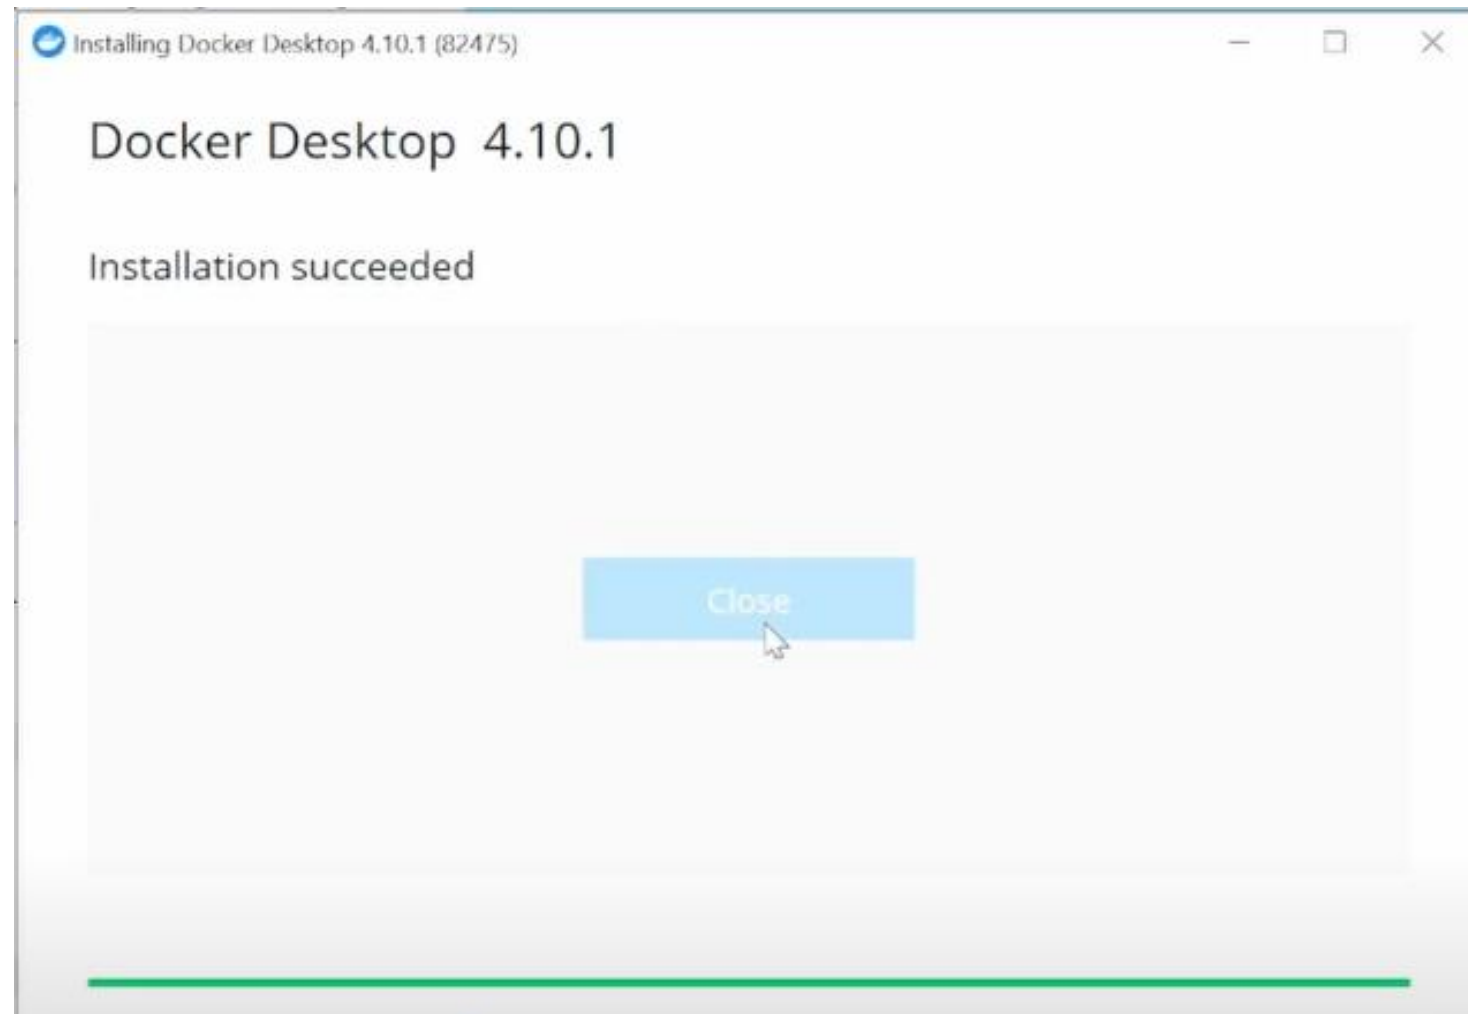 Installing Docker Desktop 4.10.1 (82475)
Docker Desktop 4.10.1
Installation succeeded
Close